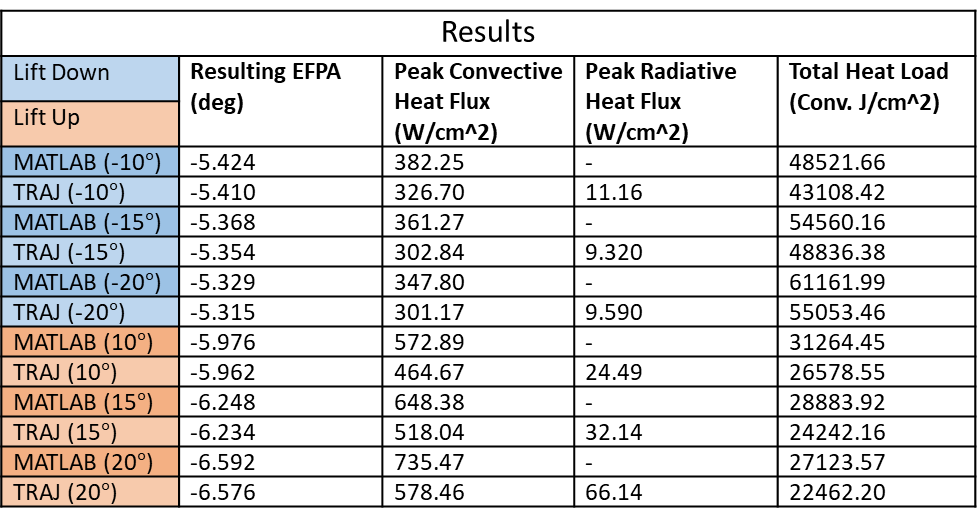 Results
Lift Down
Lift Up
Resulting EFPA
(deg)
Peak Convective
Heat Flux
(W/cm^2)
Peak Radiative
Heat Flux
(W/cm^2)
Total Heat Load
(Conv. J/cm^2)
MATLAB (-10°) -5.424 382.25 - 48521.66
TRAJ (-10°) -5.410 326.70 11.16 43108.42
MATLAB (-15°) -5.368 361.27 - 54560.16
TRAJ (-15°) -5.354 302.84 9.320 48836.38
MATLAB (-20°) -5.329 347.80 - 61161.99
TRAJ (-20°) -5.315 301.17 9.590 55053.46
MATLAB (10°) -5.976 572.89 - 31264.45
TRAJ (10°) -5.962 464.67 24.49 26578.55
MATLAB (15°) -6.248 648.38 - 28883.92
TRAJ (15°) -6.234 518.04 32.14 24242.16
MATLAB (20°) -6.592 735.47 - 27123.57
TRAJ (20°) -6.576 578.46 66.14 22462.20